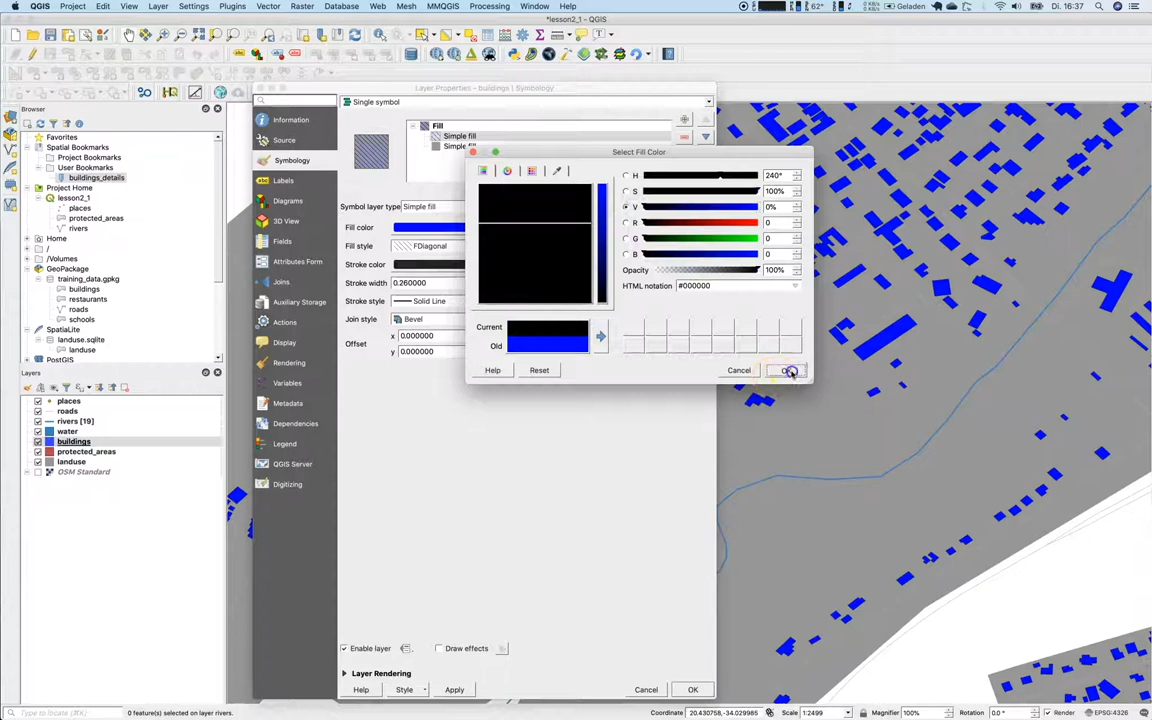 QGIS Project Edit View Layer Settings Plugins Vector Raster Database Web Mesh MMQGIS Processing Window Help
62° Geladen Di. 16:37
*lesson2_1 — QGIS
Browser
Favorites
Spatial Bookmarks
Project Bookmarks
User Bookmarks
buildings_details
Project Home
lesson2_1
places
protected_areas
rivers
Home
/
/Volumes
GeoPackage
training_data.gpkg
buildings
restaurants
roads
schools
SpatiaLite
landuse.sqlite
landuse
PostGIS
Layers
places
roads
rivers [19]
water
buildings
protected_areas
landuse
OSM Standard
Layer Properties - buildings | Symbology
Information
Source
Symbology
Labels
Diagrams
3D View
Fields
Attributes Form
Joins
Auxiliary Storage
Actions
Display
Rendering
Variables
Metadata
Dependencies
Legend
QGIS Server
Digitizing
Single symbol
Fill
Simple fill
Symbol layer type Simple fill
Fill color
Fill style FDiagonal
Stroke color
Stroke width 0.260000
Stroke style Solid Line
Join style Bevel
Offset
x 0.000000
y 0.000000
Enable layer Draw effects
Layer Rendering
Help Style Apply Cancel OK
Select Fill Color
H 240°
S 100%
V 0%
R 0
G 0
B 0
Opacity 100%
HTML notation #000000
Current
Old
Help Reset Cancel
Type to locate (⌘K) 0 feature(s) selected on layer rivers. Coordinate 20.430758,-34.029985 Scale 1:2499 Magnifier 100% Rotation 0.0 ° Render EPSG:4326